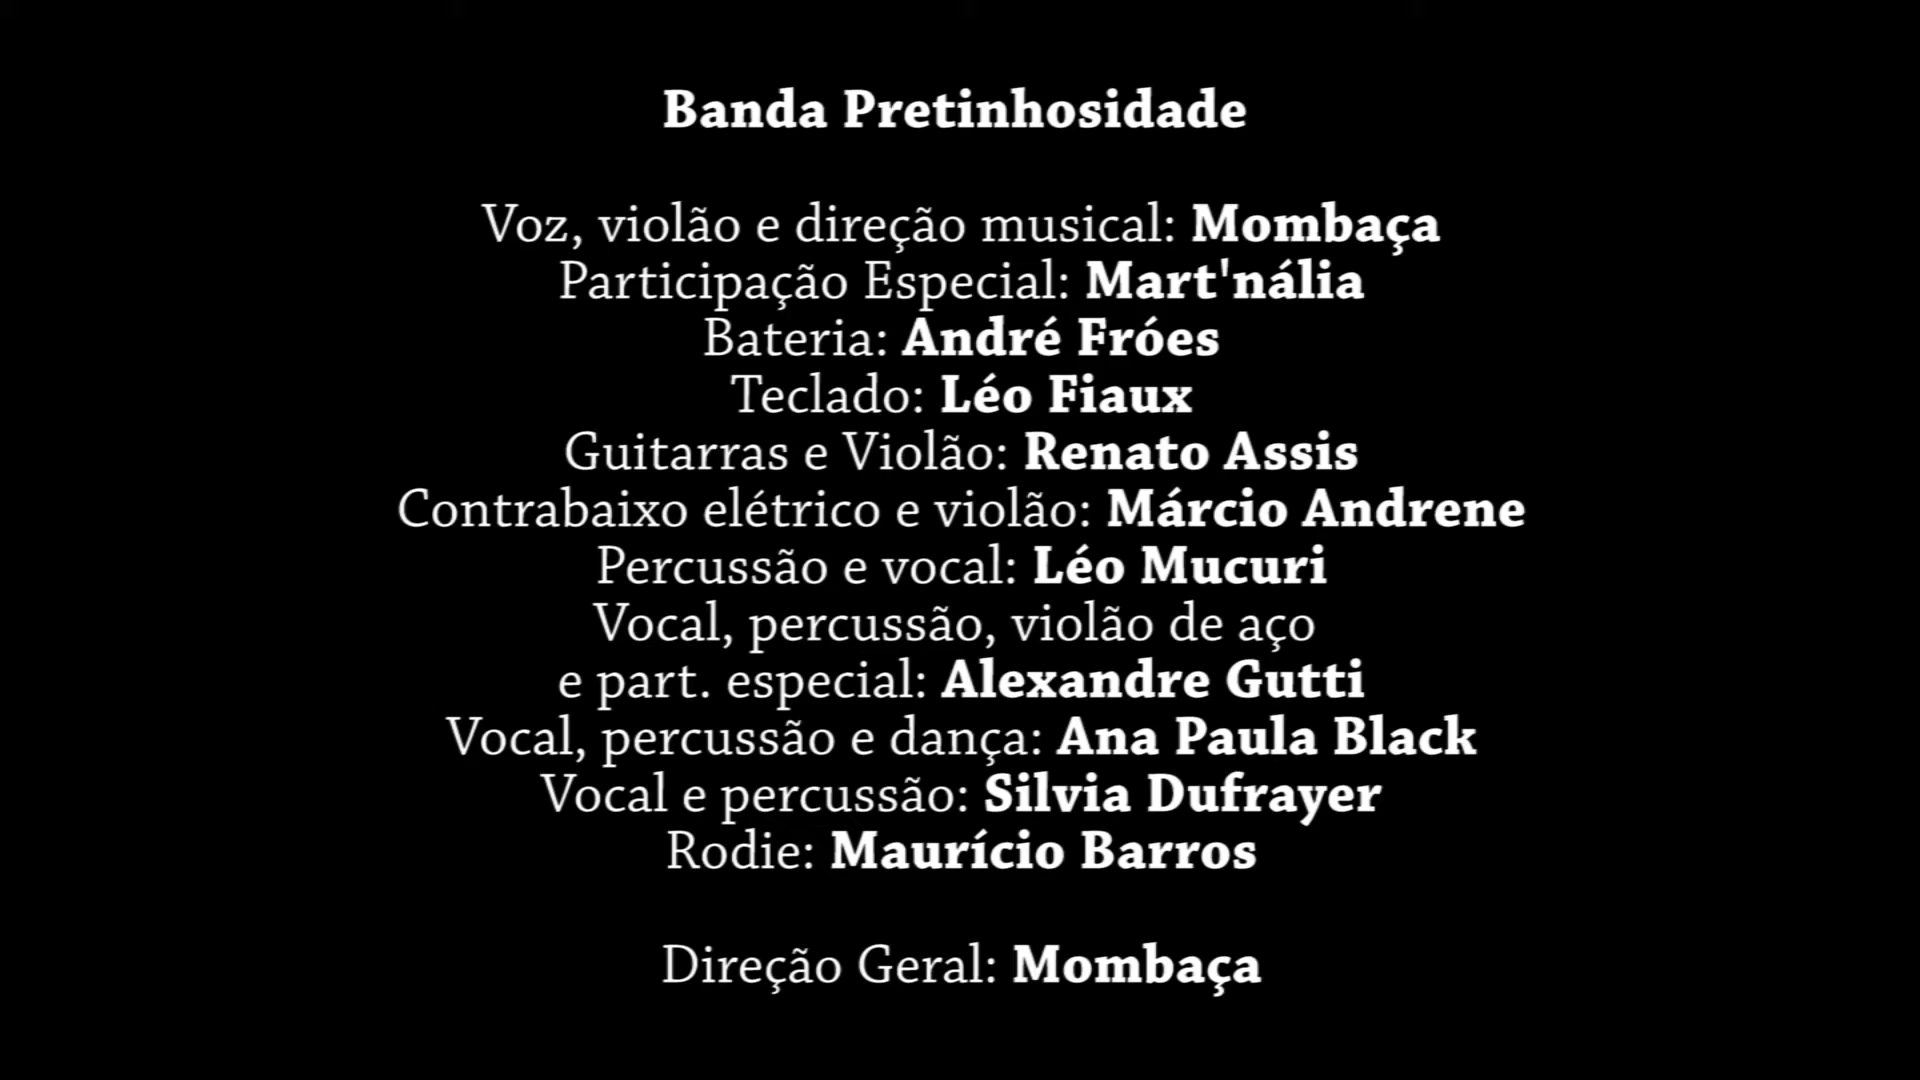 Banda Pretinhosidade
Voz, violão e direção musical: Mombaça
Participação Especial: Mart'nália
Bateria: André Fróes
Teclado: Léo Fiaux
Guitarras e Violão: Renato Assis
Contrabaixo elétrico e violão: Márcio Andrene
Percussão e vocal: Léo Mucuri
Vocal, percussão, violão de aço
e part. especial: Alexandre Gutti
Vocal, percussão e dança: Ana Paula Black
Vocal e percussão: Silvia Dufrayer
Rodie: Maurício Barros
Direção Geral: Mombaça